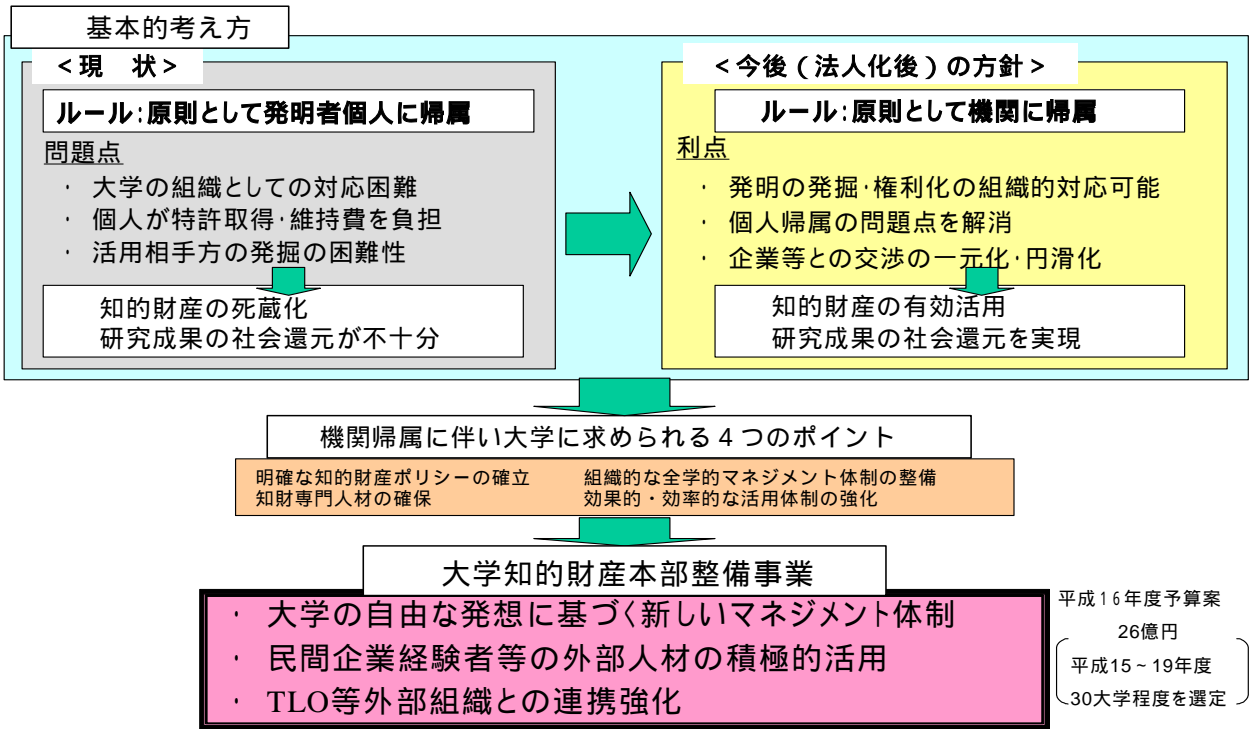 基本的考え方
<現　状>
ルール:原則として発明者個人に帰属
問題点
・ 大学の組織としての対応困難
・ 個人が特許取得・維持費を負担
・ 活用相手方の発掘の困難性
知的財産の死蔵化
研究成果の社会還元が不十分
<今後（法人化後）の方針>
ルール:原則として機関に帰属
利点
・ 発明の発掘・権利化の組織的対応可能
・ 個人帰属の問題点を解消
・ 企業等との交渉の一元化・円滑化
知的財産の有効活用
研究成果の社会還元を実現
機関帰属に伴い大学に求められる４つのポイント
明確な知的財産ポリシーの確立　組織的な全学的マネジメント体制の整備
知財専門人材の確保　効果的・効率的な活用体制の強化
大学知的財産本部整備事業
・ 大学の自由な発想に基づく新しいマネジメント体制
・ 民間企業経験者等の外部人材の積極的活用
・ TLO等外部組織との連携強化
平成16年度予算案
26億円
平成15～19年度
30大学程度を選定